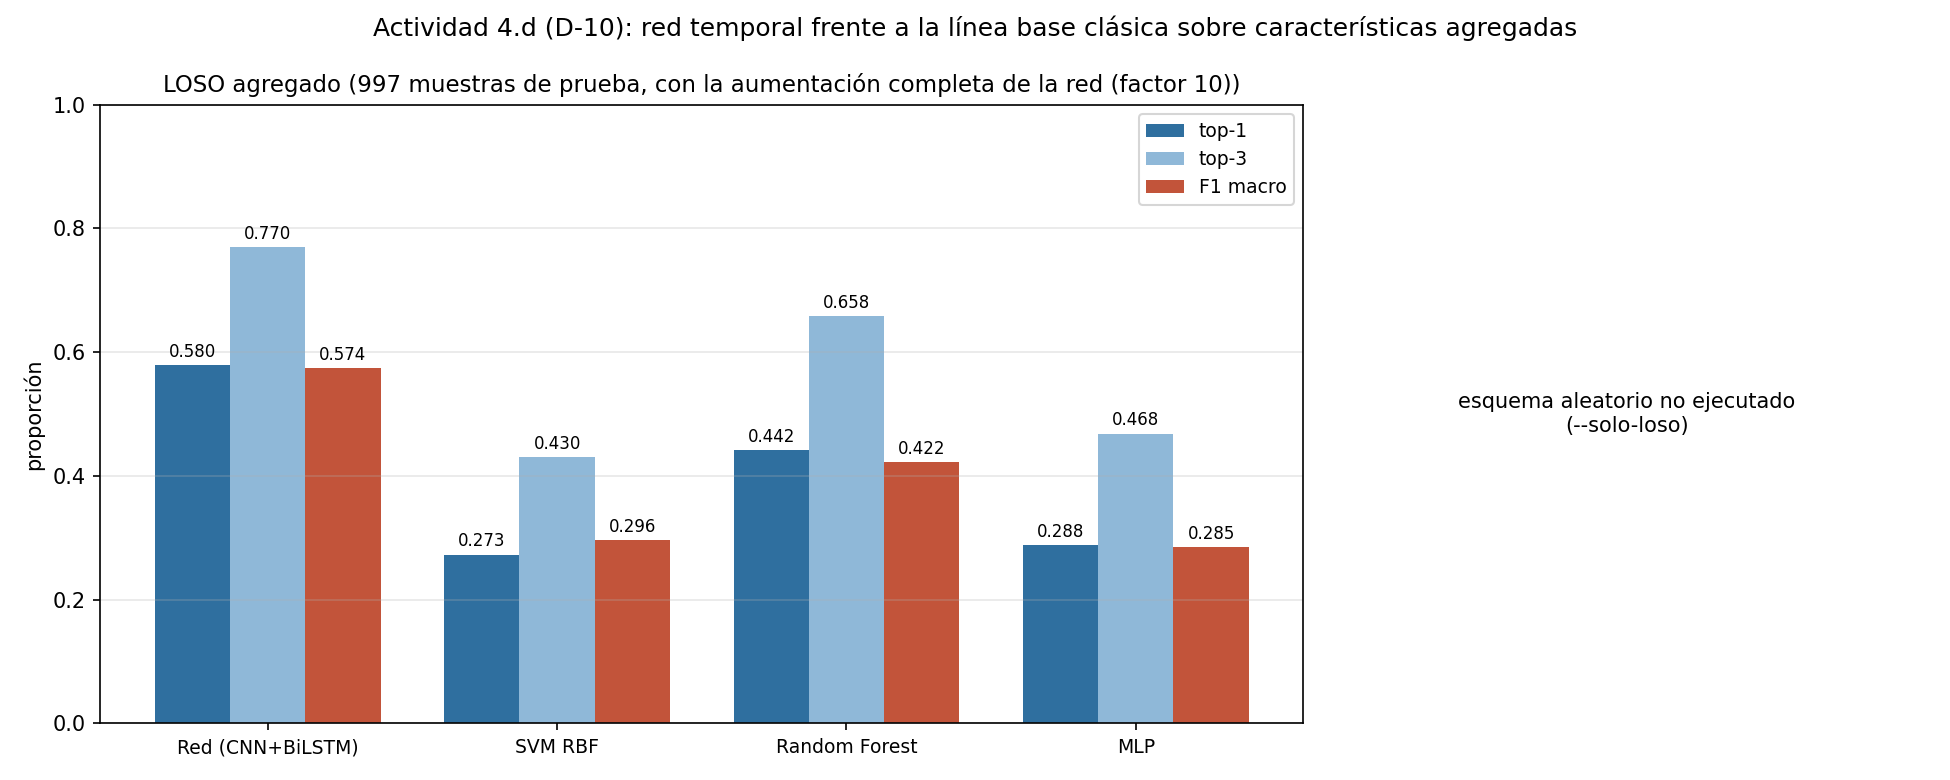 Actividad 4.d (D-10): red temporal frente a la línea base clásica sobre características agregadas
LOSO agregado (997 muestras de prueba, con la aumentación completa de la red (factor 10))
proporción
1.0
0.8
0.6
0.4
0.2
0.0
top-1
top-3
F1 macro
0.580
0.770
0.574
0.273
0.430
0.296
0.442
0.658
0.422
0.288
0.468
0.285
Red (CNN+BiLSTM)
SVM RBF
Random Forest
MLP
esquema aleatorio no ejecutado
(--solo-loso)